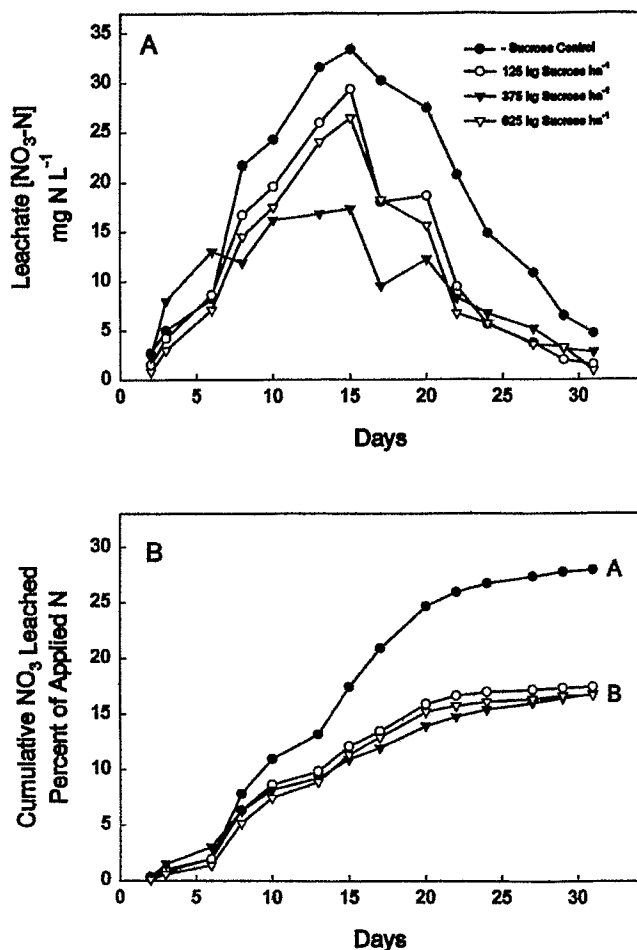 A
- Sucrose Control
125 kg Sucrose ha⁻¹
375 kg Sucrose ha⁻¹
625 kg Sucrose ha⁻¹
Leachate [NO₃-N]
mg N L⁻¹
35
30
25
20
15
10
5
0
0 5 10 15 20 25 30
Days
B
Cumulative NO₃ Leached
Percent of Applied N
30
25
20
15
10
5
0
A
B
0 5 10 15 20 25 30
Days